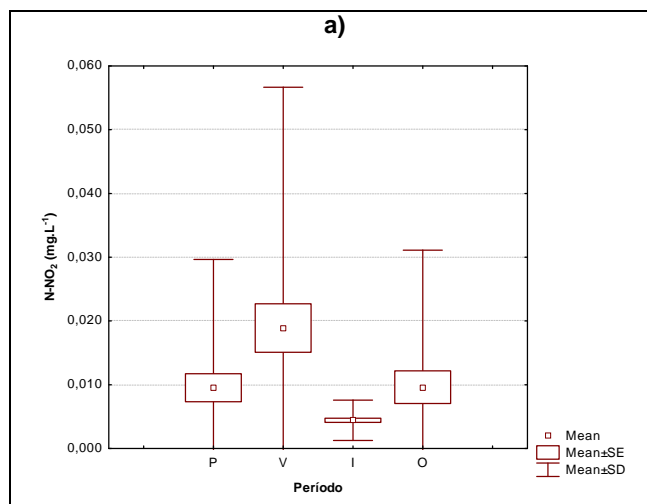 a)
0,060
0,050
0,040
0,030
0,020
0,010
0,000
N-NO2 (mg.L-1)
P V I O
Período
Mean
Mean±SE
Mean±SD